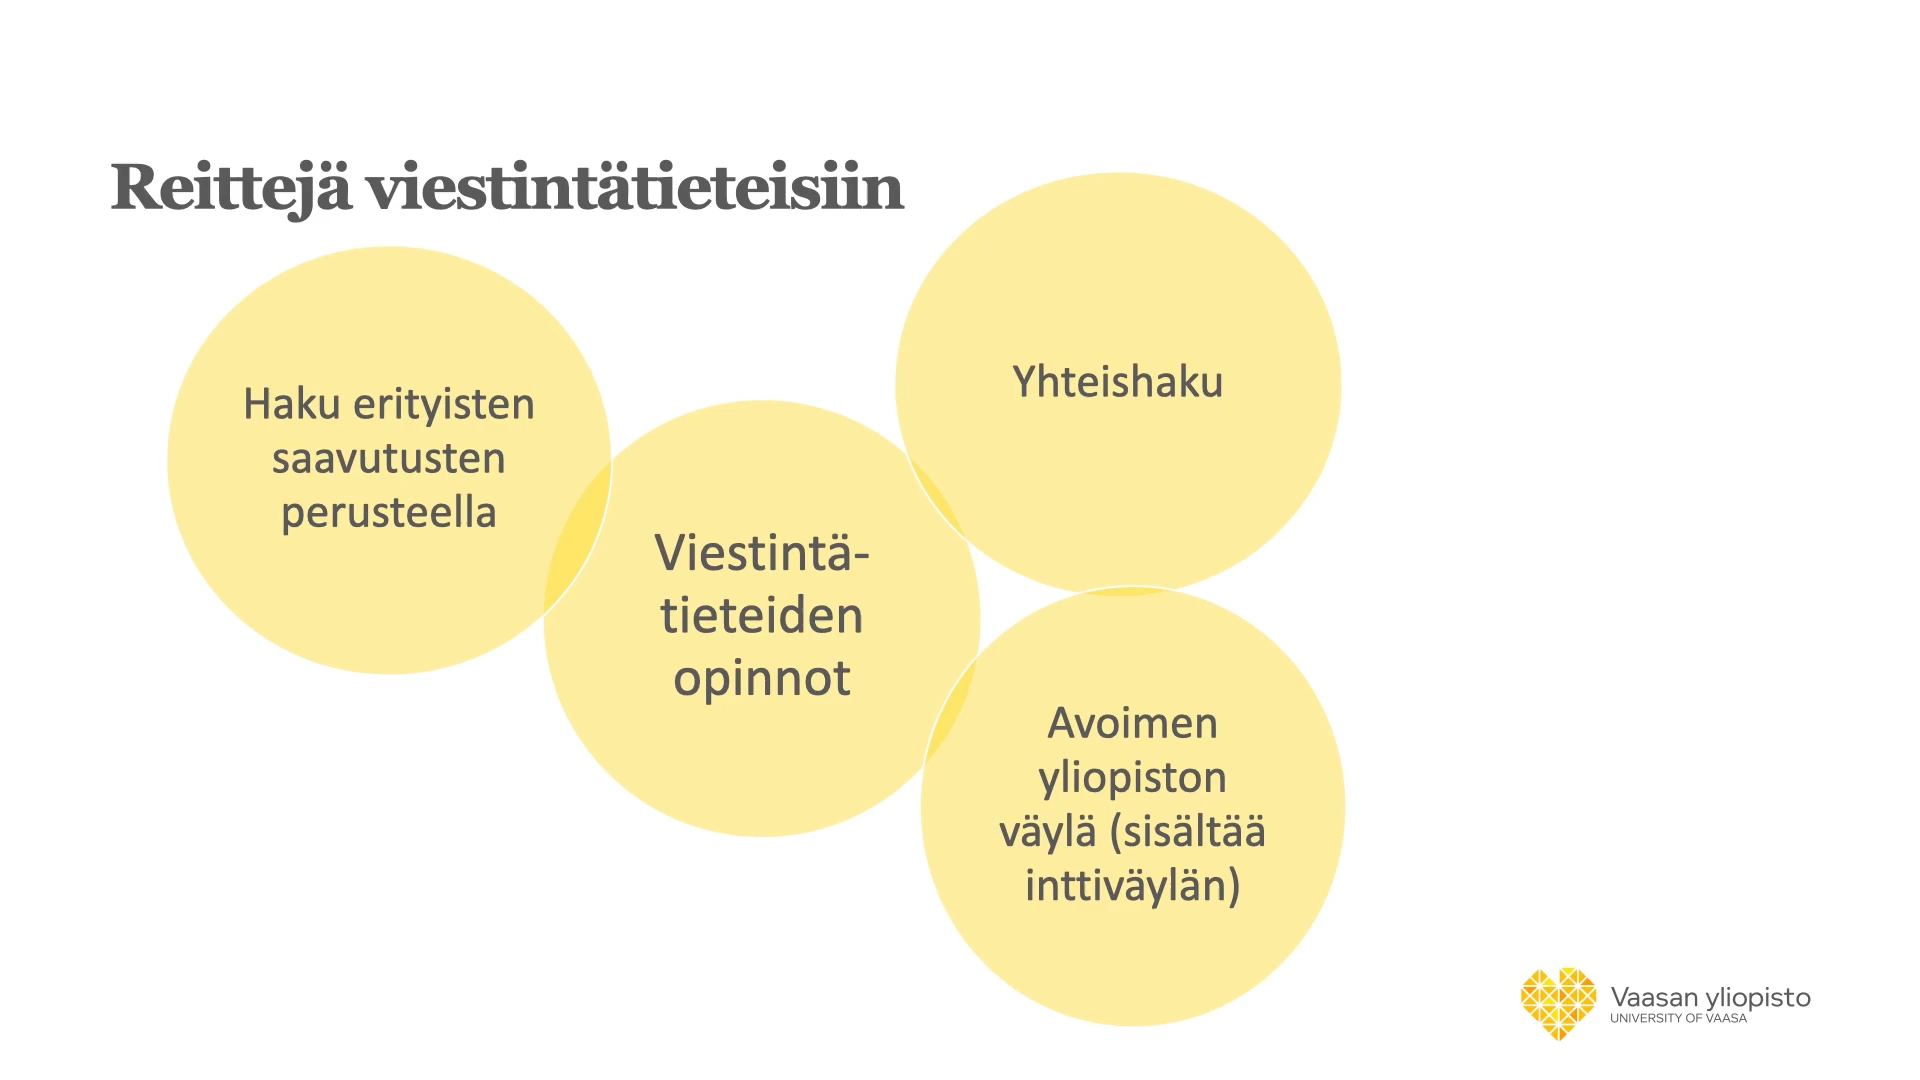 Reittejä viestintätieteisiin
Haku erityisten
saavutusten
perusteella
Viestintä-
tieteiden
opinnot
Yhteishaku
Avoimen
yliopiston
väylä (sisältää
inttiväylän)
Vaasan yliopisto
UNIVERSITY OF VAASA